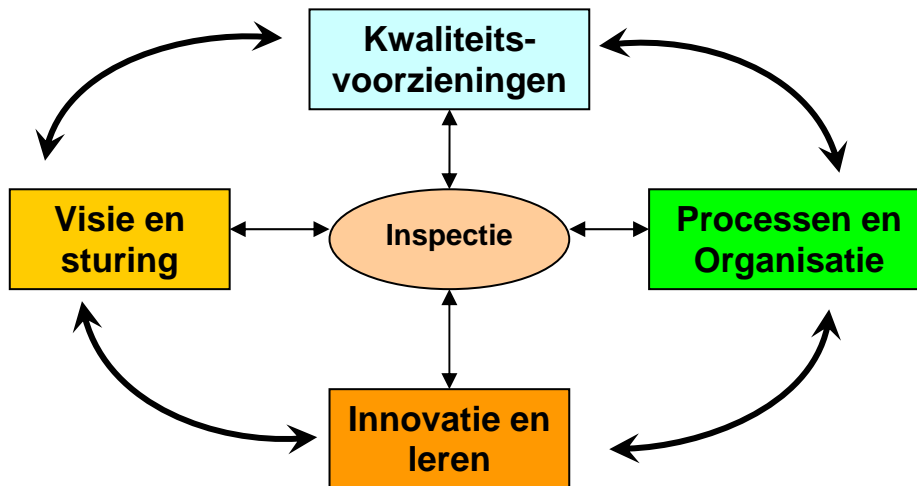 Kwaliteits-
voorzieningen
Visie en
sturing
Inspectie
Processen en
Organisatie
Innovatie en
leren